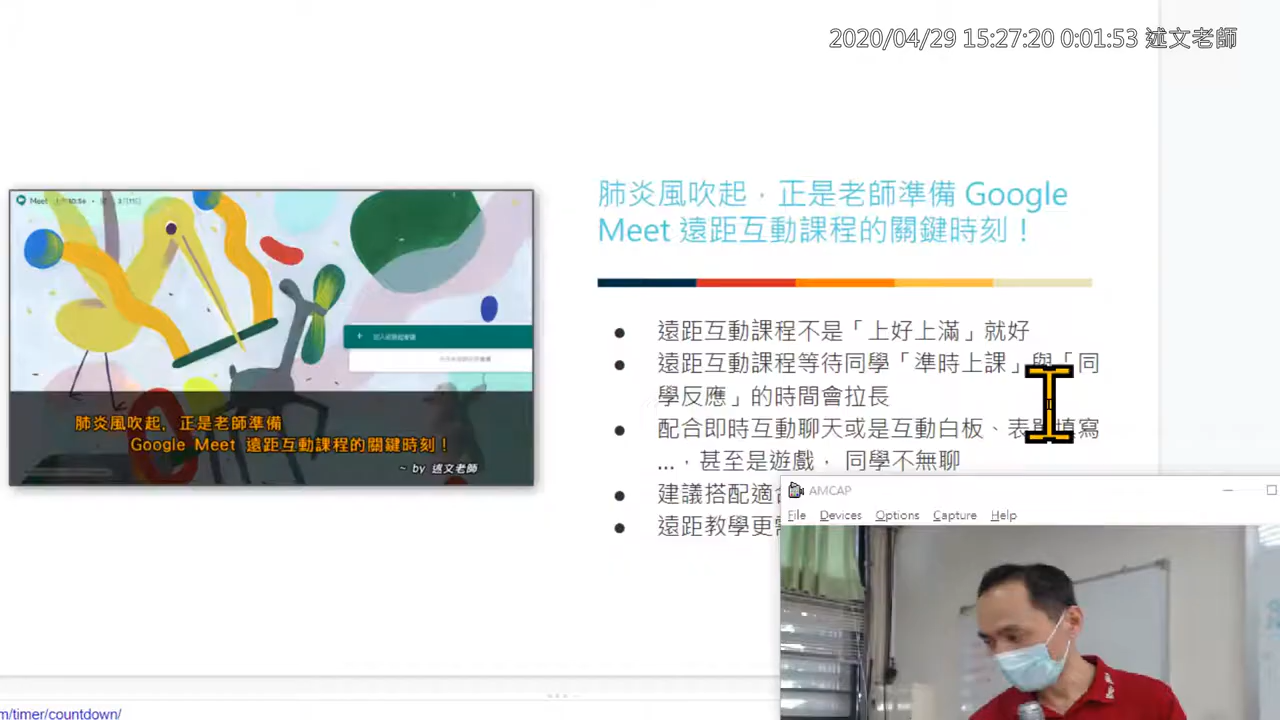 2020/04/29 15:27:20 0:01:53 述文老師
Meet
加入或發起會議
肺炎風吹起，正是老師準備
Google Meet 遠距互動課程的關鍵時刻！
~ by 述文老師
肺炎風吹起，正是老師準備 Google
Meet 遠距互動課程的關鍵時刻！
● 遠距互動課程不是「上好上滿」就好
● 遠距互動課程等待同學「準時上課」與「同
學反應」的時間會拉長
● 配合即時互動聊天或是互動白板、表單填寫
...，甚至是遊戲， 同學不無聊
● 建議搭配適
● 遠距教學更
AMCAP
File Devices Options Capture Help
m/timer/countdown/